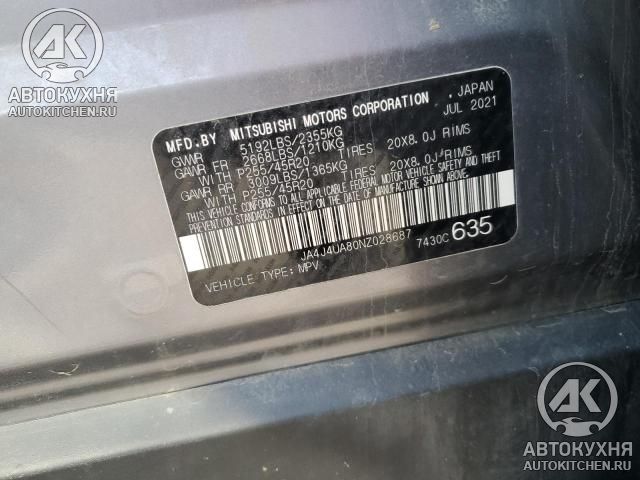 АК
АВТОКУХНЯ
AUTOKITCHEN.RU
MFD.BY MITSUBISHI MOTORS CORPORATION JAPAN
JUL 2021
GVWR 5192LBS/2355KG
GAWR FR 2668LBS/1210KG
WITH P255/45R20 TIRES 20X8.0J RIMS
GAWR RR 3009LBS/1365KG
WITH P255/45R20 TIRES 20X8.0J RIMS
THIS VEHICLE CONFORMS TO ALL APPLICABLE FEDERAL MOTOR VEHICLE SAFETY, BUMPER, AND THEFT PREVENTION STANDARDS IN EFFECT ON THE DATE OF MANUFACTURE SHOWN ABOVE.
JA4J4UA80NZ028687
7430C 635
VEHICLE TYPE: MPV
АК
АВТОКУХНЯ
AUTOKITCHEN.RU